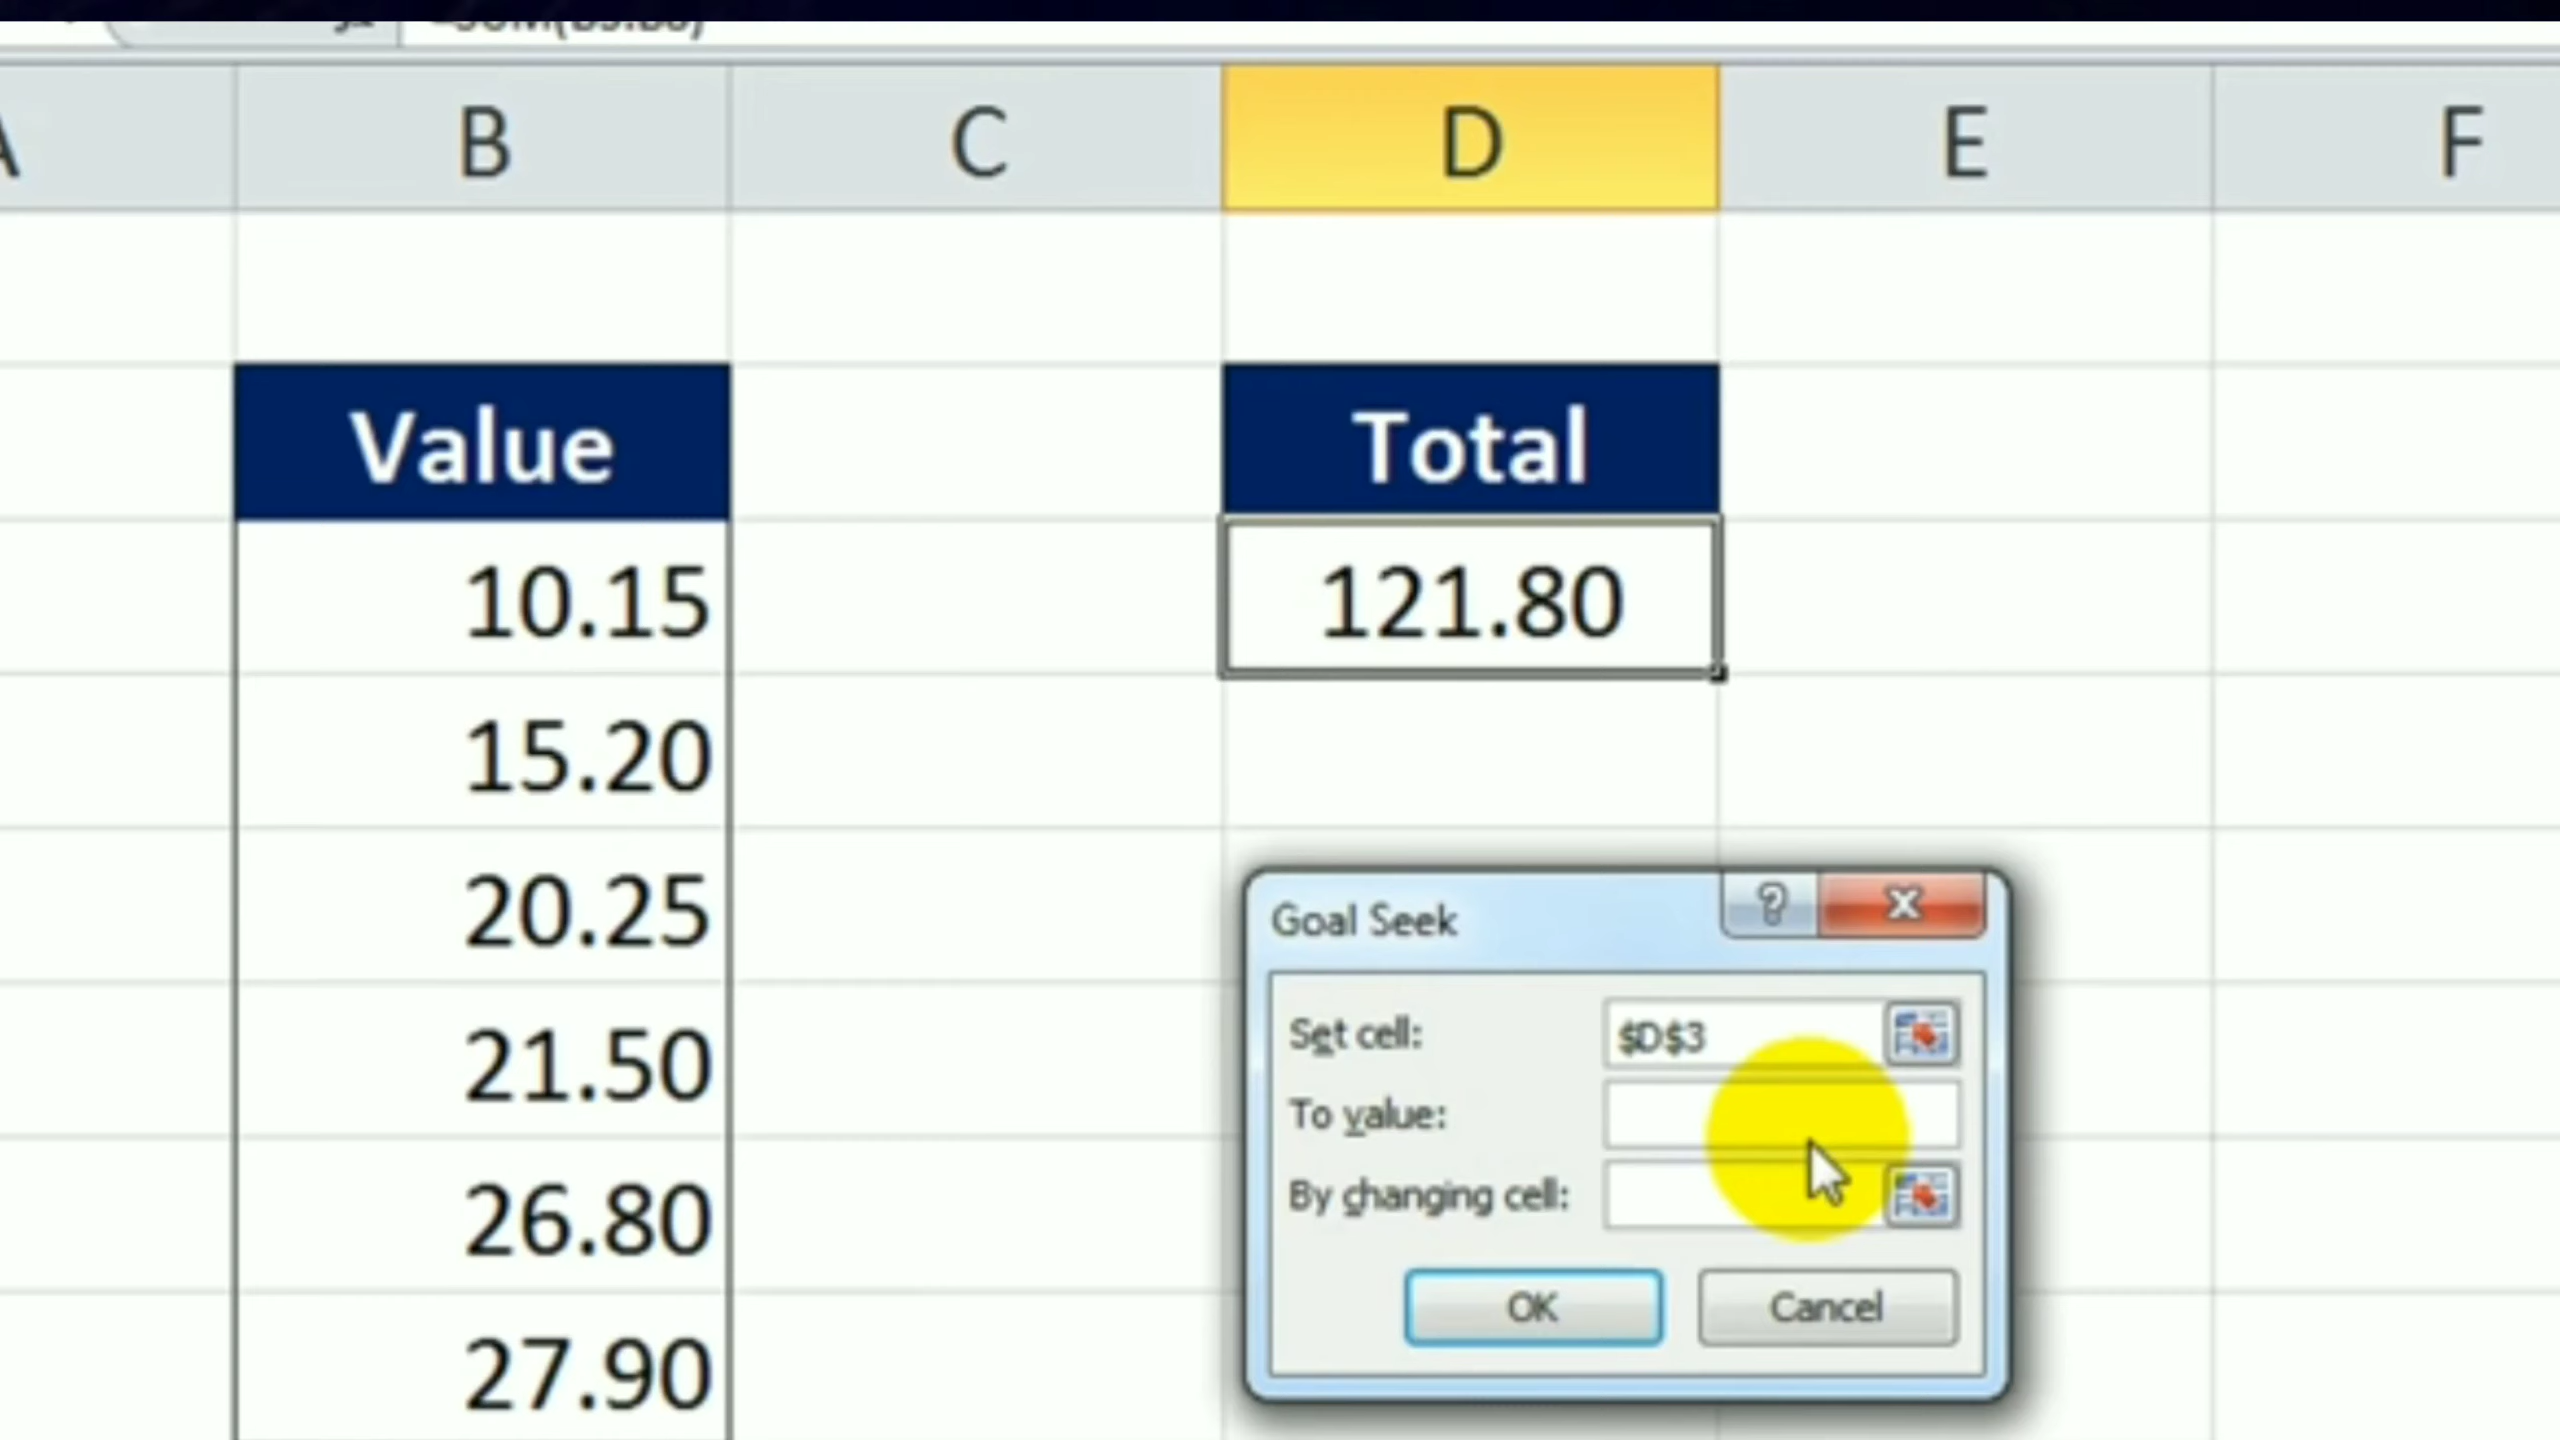 B C D E F
Value Total
10.15 121.80
15.20
20.25
21.50
26.80
27.90
Goal Seek
Set cell: $D$3
To value:
By changing cell:
OK Cancel